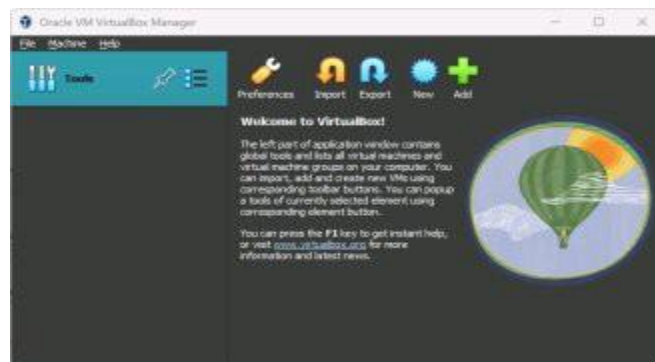 Oracle VM VirtualBox Manager
File Machine Help
Tools
Preferences Import Export New Add
Welcome to VirtualBox!
The left part of application window contains
global tools and lists all virtual machines and
virtual machine groups on your computer. You
can import, add and create new VMs using
corresponding toolbar buttons. You can popup
a tools of currently selected element using
corresponding element button.
You can press the F1 key to get instant help,
or visit www.virtualbox.org for more
information and latest news.